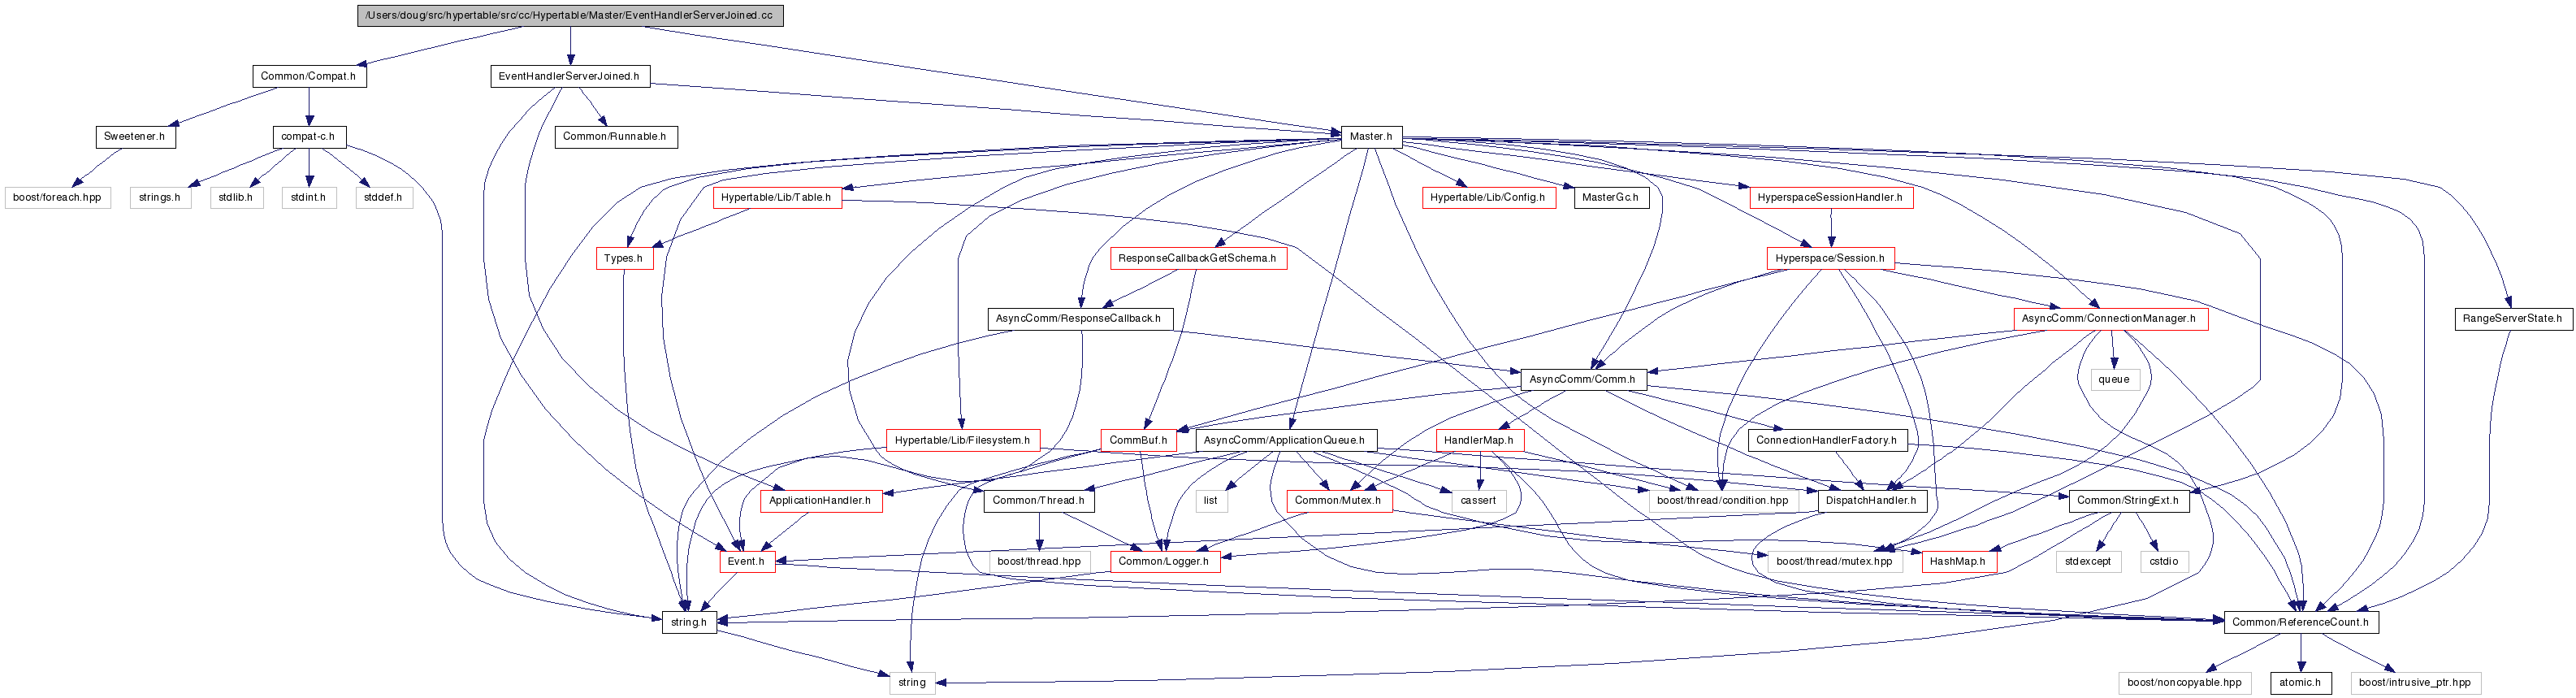 /Users/doug/src/hypertable/src/cc/Hypertable/Master/EventHandlerServerJoined.cc
Common/Compat.h
EventHandlerServerJoined.h
Sweetener.h
compat-c.h
Common/Runnable.h
Master.h
boost/foreach.hpp
strings.h
stdlib.h
stdint.h
stddef.h
Hypertable/Lib/Table.h
Hypertable/Lib/Config.h
MasterGc.h
HyperspaceSessionHandler.h
Types.h
ResponseCallbackGetSchema.h
Hyperspace/Session.h
AsyncComm/ResponseCallback.h
AsyncComm/ConnectionManager.h
RangeServerState.h
AsyncComm/Comm.h
queue
Hypertable/Lib/Filesystem.h
CommBuf.h
AsyncComm/ApplicationQueue.h
HandlerMap.h
ConnectionHandlerFactory.h
ApplicationHandler.h
Common/Thread.h
list
Common/Mutex.h
cassert
boost/thread/condition.hpp
DispatchHandler.h
Common/StringExt.h
Event.h
boost/thread.hpp
Common/Logger.h
boost/thread/mutex.hpp
HashMap.h
stdexcept
cstdio
string.h
Common/ReferenceCount.h
string
boost/noncopyable.hpp
atomic.h
boost/intrusive_ptr.hpp